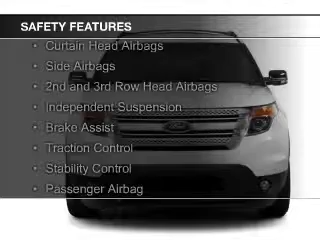 SAFETY FEATURES
• Curtain Head Airbags
• Side Airbags
• 2nd and 3rd Row Head Airbags
• Independent Suspension
• Brake Assist
• Traction Control
• Stability Control
• Passenger Airbag
Ford